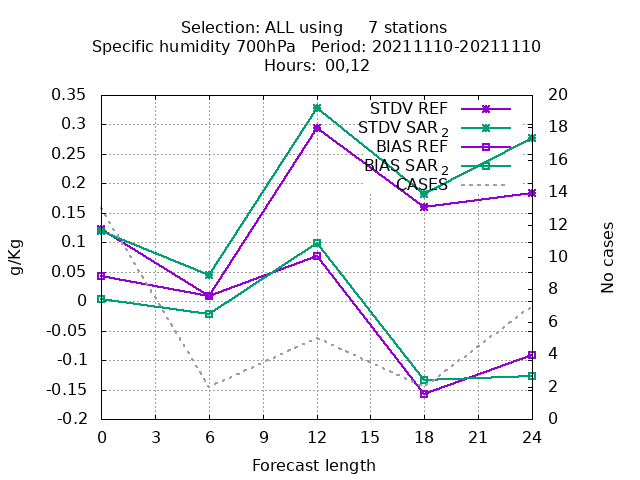 Selection: ALL using 7 stations
Specific humidity 700hPa Period: 20211110-20211110
Hours: 00,12
0.35
0.3
0.25
0.2
0.15
0.1
0.05
0
-0.05
-0.1
-0.15
-0.2
g/Kg
STDV REF
STDV SAR2
BIAS REF
BIAS SAR2
CASES
20
18
16
14
12
10
8
6
4
2
0
No cases
0 3 6 9 12 15 18 21 24
Forecast length